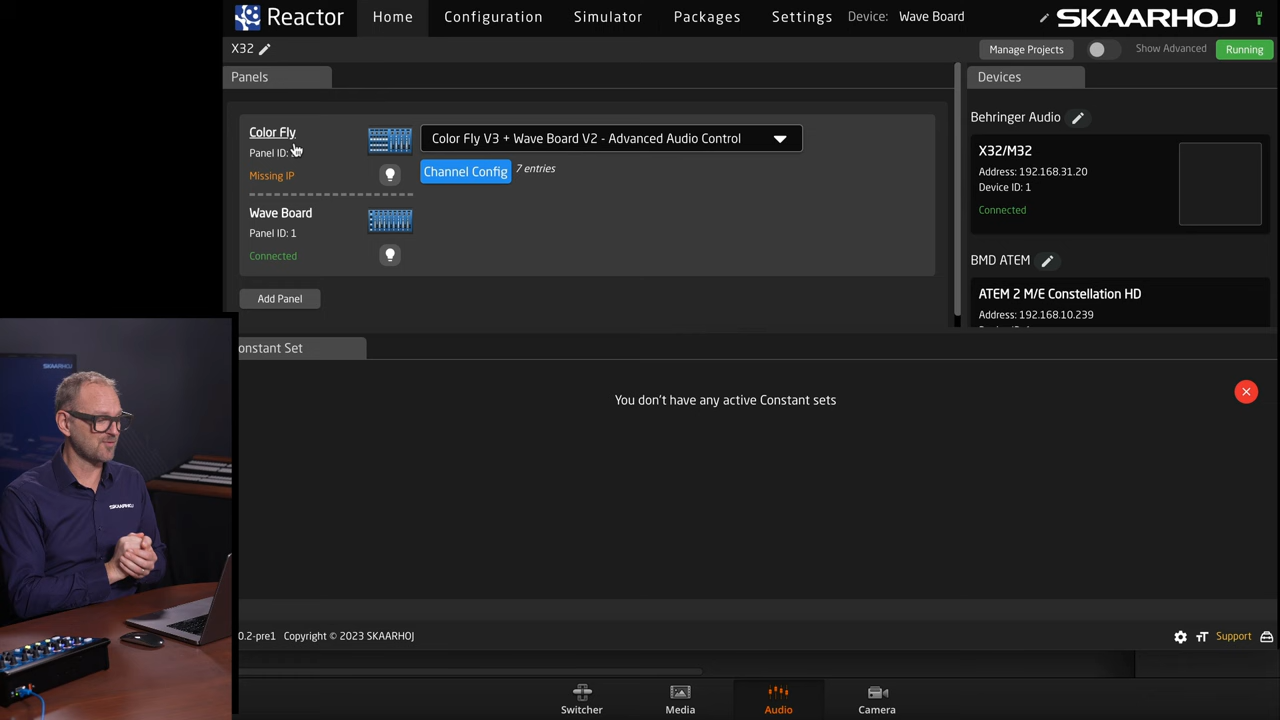 Reactor
Home
Configuration
Simulator
Packages
Settings
Device: Wave Board
SKAARHOJ
X32
Manage Projects
Show Advanced
Running
Panels
Devices
Color Fly
Panel ID:
Missing IP
Color Fly V3 + Wave Board V2 - Advanced Audio Control
Channel Config
7 entries
Wave Board
Panel ID: 1
Connected
Add Panel
Behringer Audio
X32/M32
Address: 192.168.31.20
Device ID: 1
Connected
BMD ATEM
ATEM 2 M/E Constellation HD
Address: 192.168.10.239
onstant Set
You don't have any active Constant sets
SKAARHOJ
SKAARHOJ
0.2-pre1 Copyright © 2023 SKAARHOJ
Support
Switcher
Media
Audio
Camera